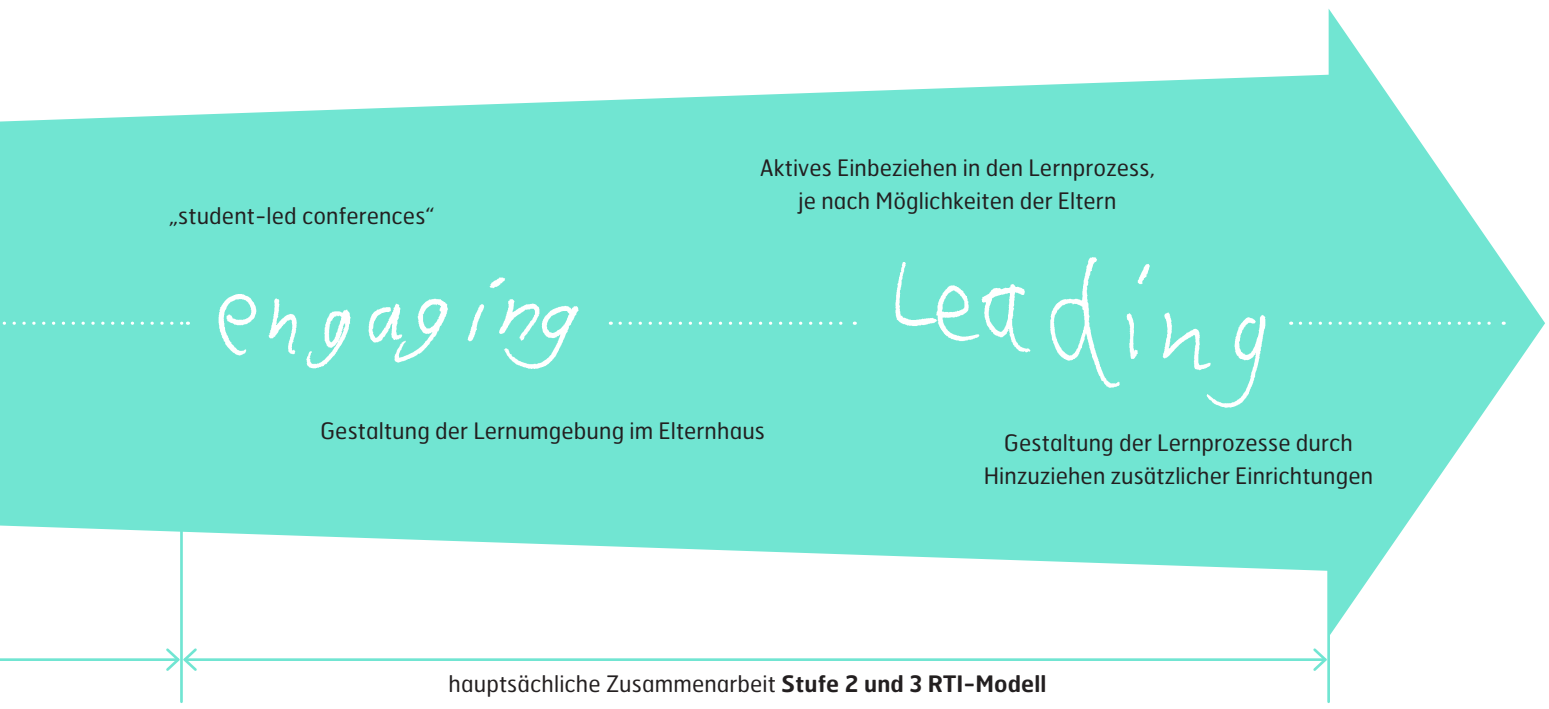 Aktives Einbeziehen in den Lernprozess,
je nach Möglichkeiten der Eltern
„student-led conferences“
engaging
Leading
Gestaltung der Lernumgebung im Elternhaus
Gestaltung der Lernprozesse durch
Hinzuziehen zusätzlicher Einrichtungen
hauptsächliche Zusammenarbeit Stufe 2 und 3 RTI-Modell